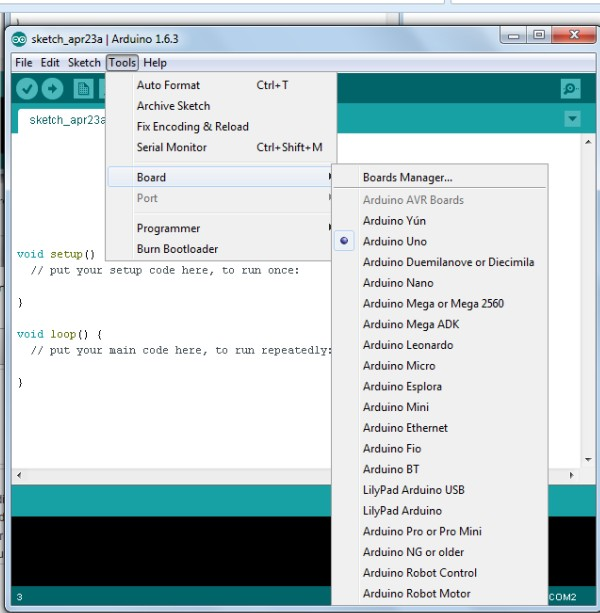 sketch_apr23a | Arduino 1.6.3
File Edit Sketch Tools Help
sketch_apr23a
Auto Format Ctrl+T
Archive Sketch
Fix Encoding & Reload
Serial Monitor Ctrl+Shift+M
Board
Port
Programmer
Burn Bootloader
Boards Manager...
Arduino AVR Boards
Arduino Yún
Arduino Uno
Arduino Duemilanove or Diecimila
Arduino Nano
Arduino Mega or Mega 2560
Arduino Mega ADK
Arduino Leonardo
Arduino Micro
Arduino Esplora
Arduino Mini
Arduino Ethernet
Arduino Fio
Arduino BT
LilyPad Arduino USB
LilyPad Arduino
Arduino Pro or Pro Mini
Arduino NG or older
Arduino Robot Control
Arduino Robot Motor
void setup()
// put your setup code here, to run once:
}
void loop() {
// put your main code here, to run repeatedly:
}
3
COM2